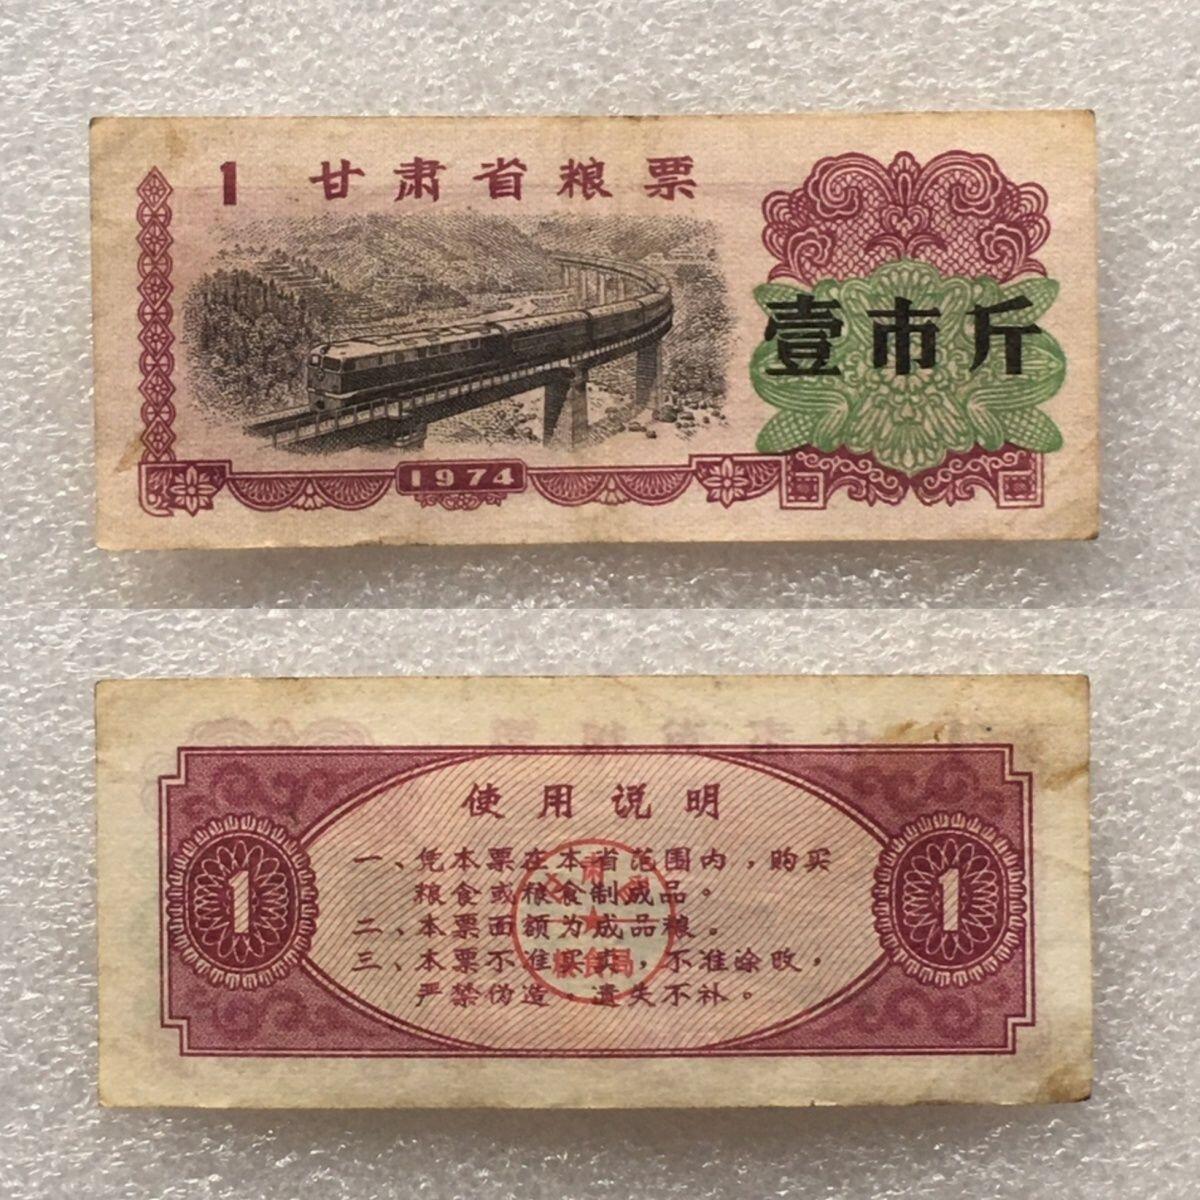 1 甘肃省粮票
壹市斤
1974
使用说明
一、凭本票在本省范围内，购买
粮食或粮食制成品。
二、本票面额为成品粮。
三、本票不准买卖，不准涂改，
严禁伪造。遗失不补。
1
1